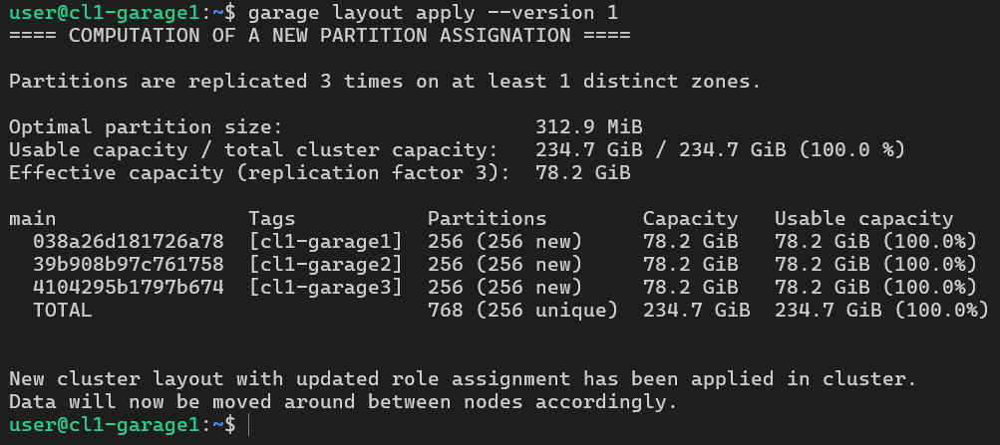 user@cl1-garage1:~$ garage layout apply --version 1
==== COMPUTATION OF A NEW PARTITION ASSIGNATION ====
Partitions are replicated 3 times on at least 1 distinct zones.
Optimal partition size:                     312.9 MiB
Usable capacity / total cluster capacity:   234.7 GiB / 234.7 GiB (100.0 %)
Effective capacity (replication factor 3):  78.2 GiB
main                Tags           Partitions        Capacity   Usable capacity
  038a26d181726a78  [cl1-garage1]  256 (256 new)     78.2 GiB   78.2 GiB (100.0%)
  39b908b97c761758  [cl1-garage2]  256 (256 new)     78.2 GiB   78.2 GiB (100.0%)
  4104295b1797b674  [cl1-garage3]  256 (256 new)     78.2 GiB   78.2 GiB (100.0%)
  TOTAL                            768 (256 unique)  234.7 GiB  234.7 GiB (100.0%)
New cluster layout with updated role assignment has been applied in cluster.
Data will now be moved around between nodes accordingly.
user@cl1-garage1:~$